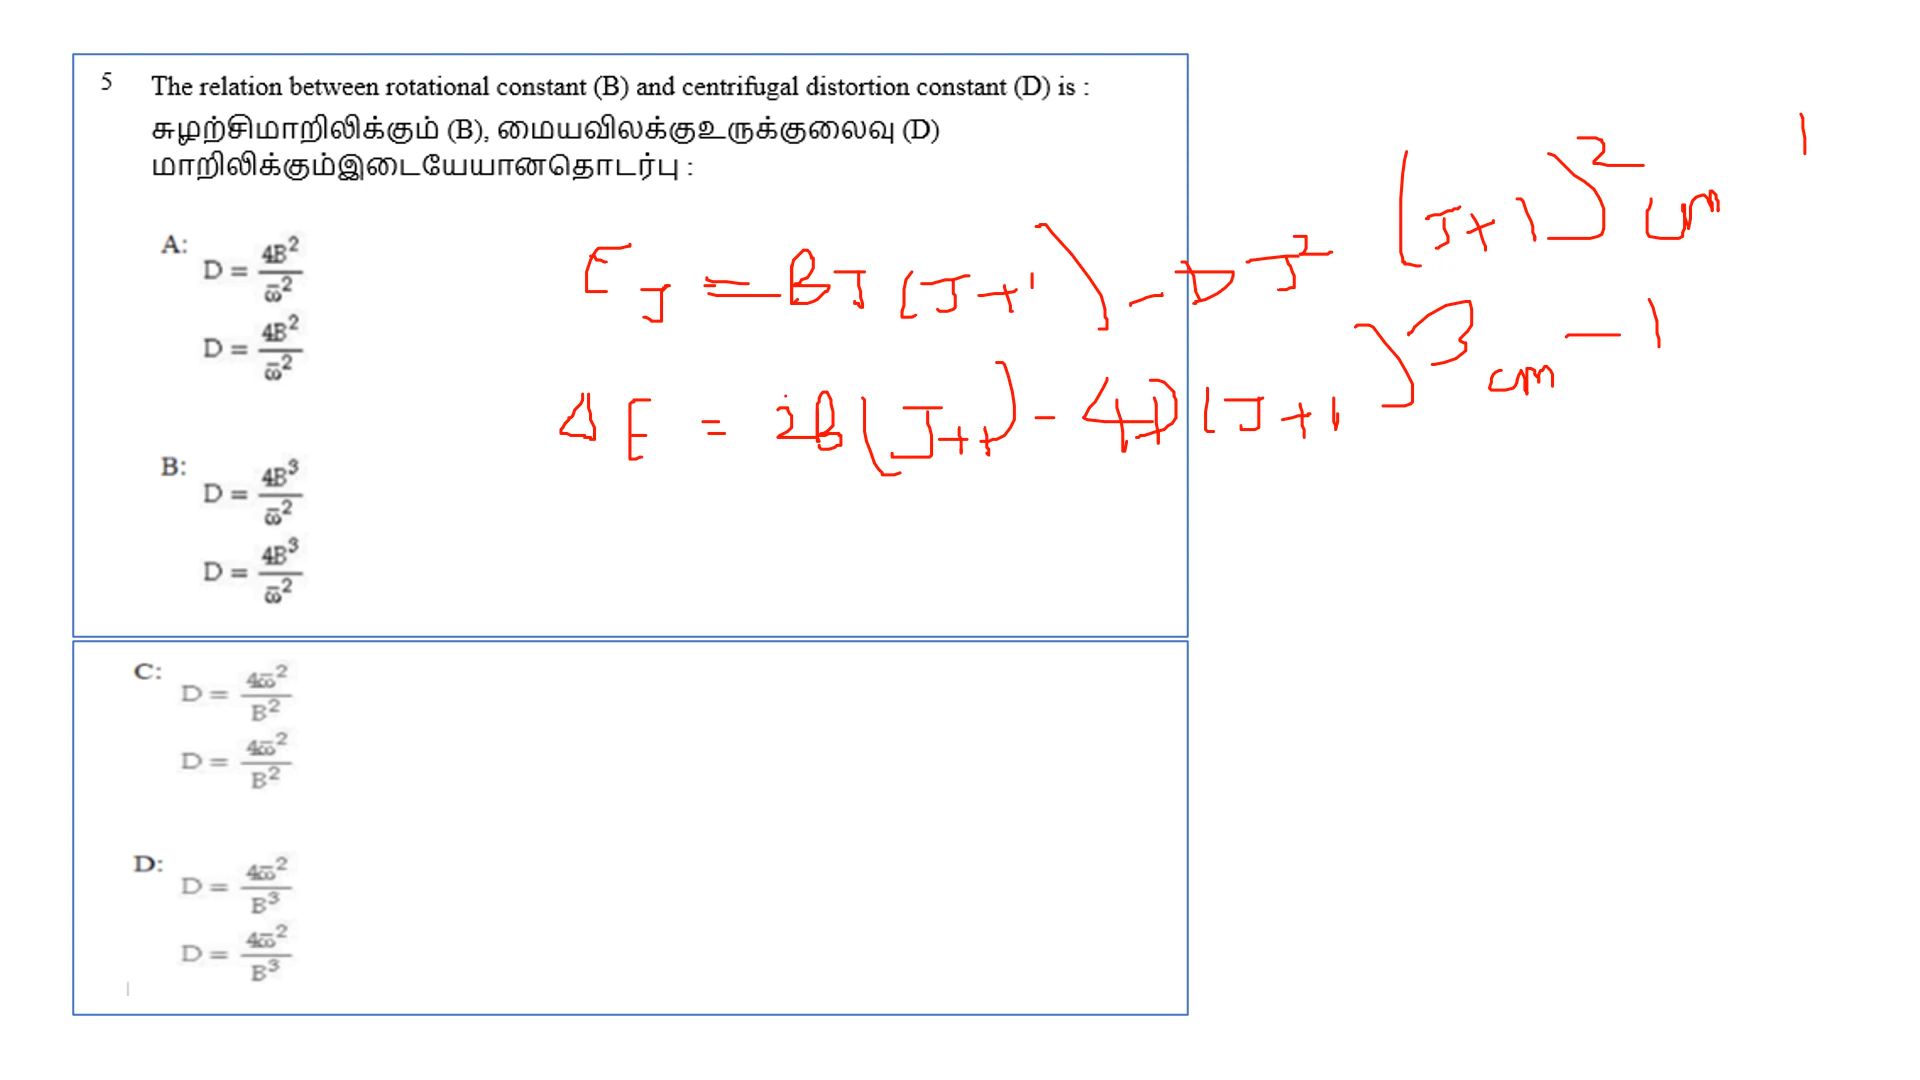 5 The relation between rotational constant (B) and centrifugal distortion constant (D) is :
சுழற்சிமாறிலிக்கும் (B), மையவிலக்குஉருக்குலைவு (D)
மாறிலிக்கும்இடையேயானதொடர்பு :
A: D = 4B²/ω̅²
D = 4B²/ω̅²
B: D = 4B³/ω̅²
D = 4B³/ω̅²
C: D = 4ω̅²/B²
D = 4ω̅²/B²
D: D = 4ω̅²/B³
D = 4ω̅²/B³
E_J = BJ(J+1) - DJ² (J+1)² cm 1
ΔE = 2B(J+1) - 4D(J+1)³ cm-1